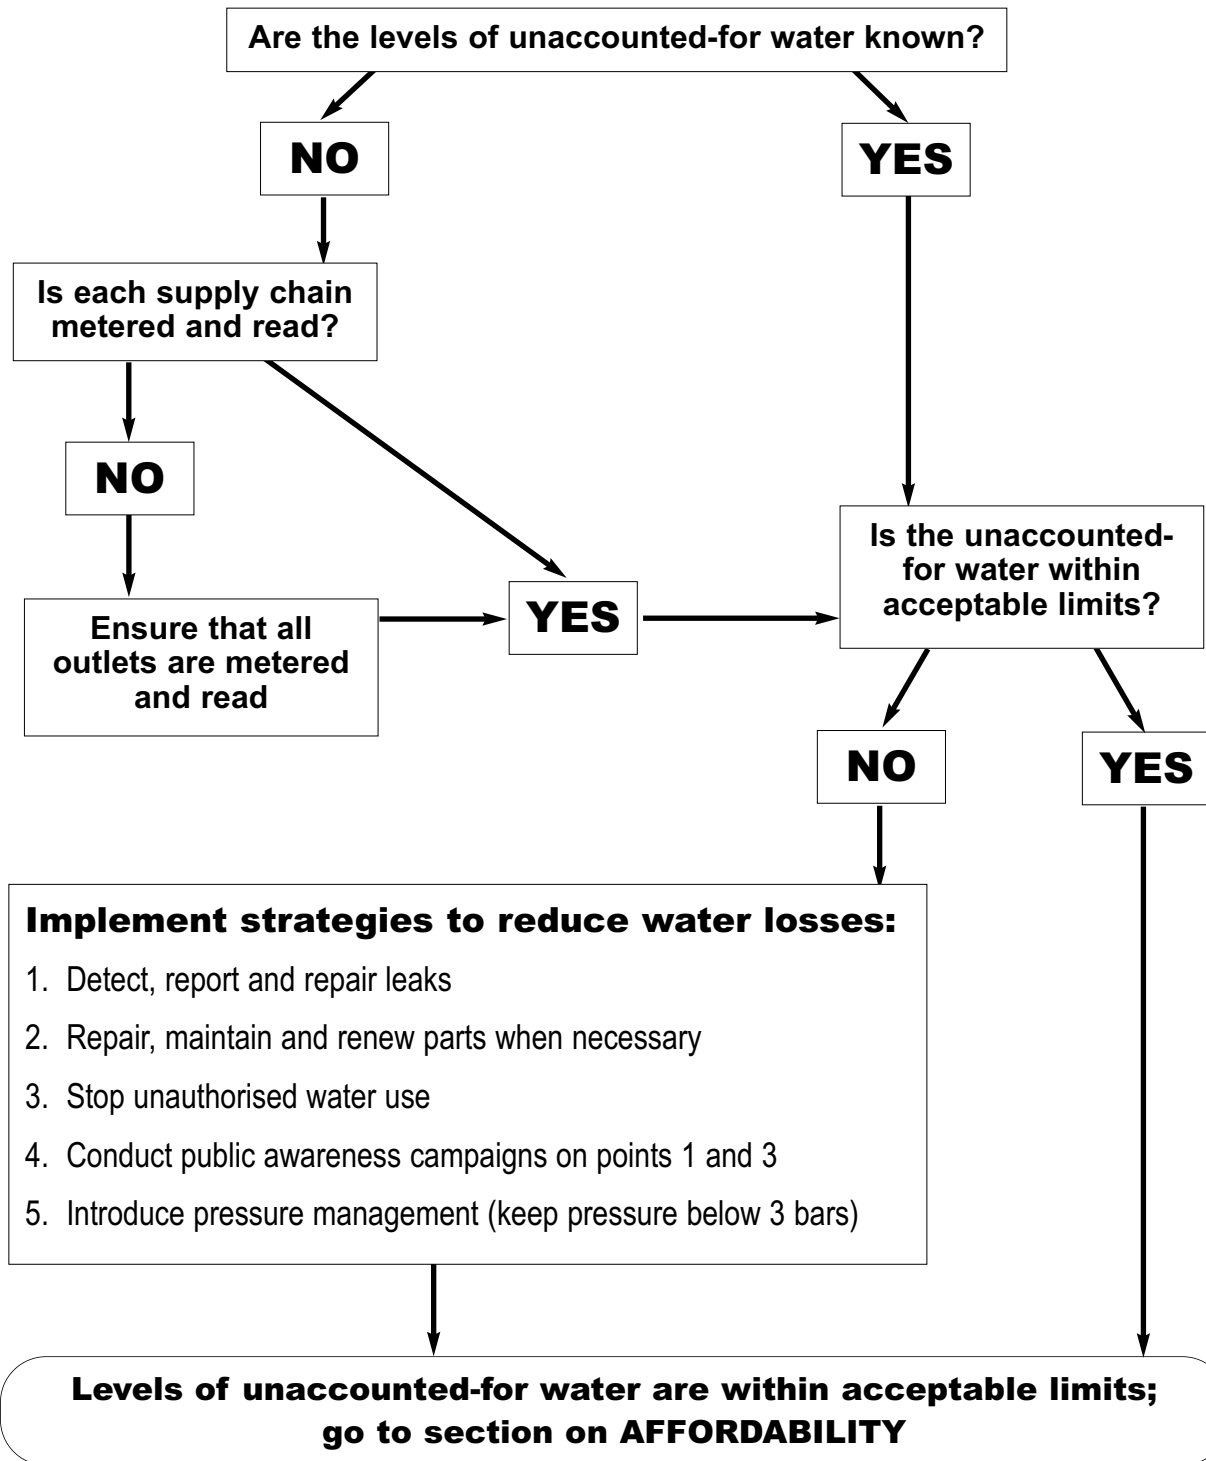 Are the levels of unaccounted-for water known?
NO
YES
Is each supply chain
metered and read?
NO
Ensure that all
outlets are metered
and read
YES
Is the unaccounted-
for water within
acceptable limits?
NO
YES
Implement strategies to reduce water losses:
1. Detect, report and repair leaks
2. Repair, maintain and renew parts when necessary
3. Stop unauthorised water use
4. Conduct public awareness campaigns on points 1 and 3
5. Introduce pressure management (keep pressure below 3 bars)
Levels of unaccounted-for water are within acceptable limits;
go to section on AFFORDABILITY